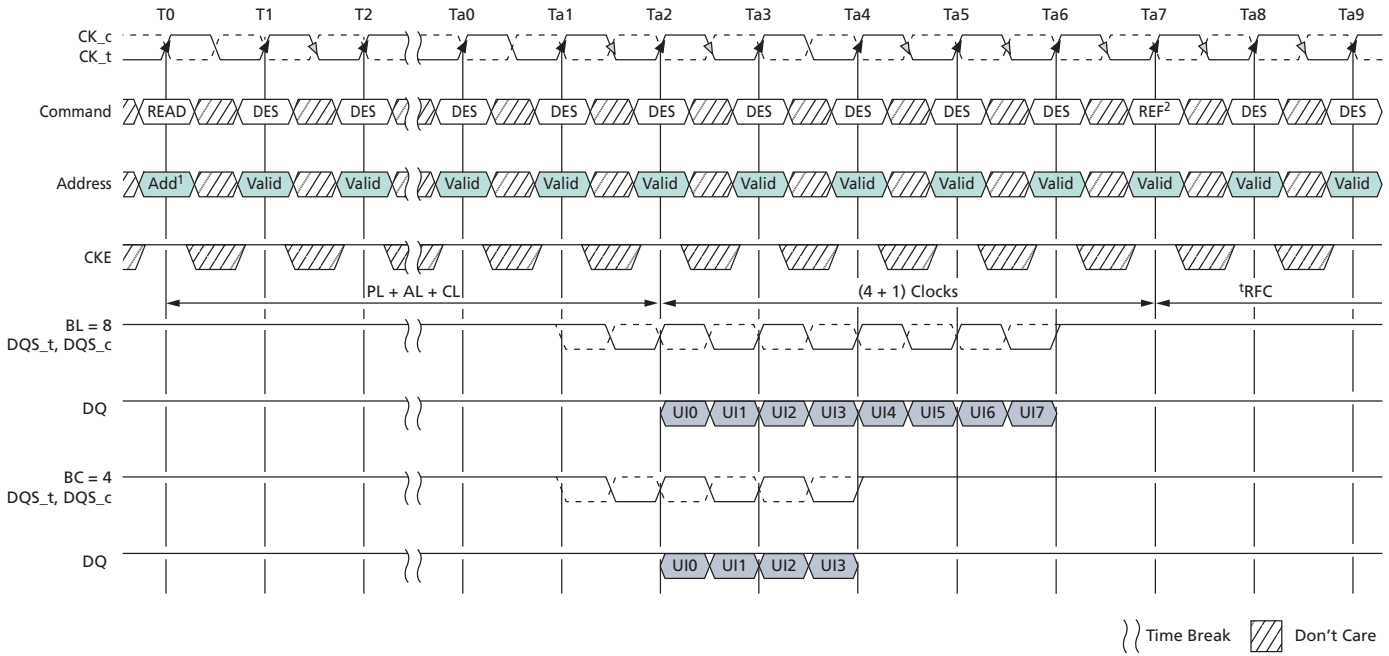 T0 T1 T2 Ta0 Ta1 Ta2 Ta3 Ta4 Ta5 Ta6 Ta7 Ta8 Ta9
CK_c
CK_t
Command READ DES DES DES DES DES DES DES DES DES REF² DES DES
Address Add¹ Valid Valid Valid Valid Valid Valid Valid Valid Valid Valid Valid Valid
CKE
PL + AL + CL (4 + 1) Clocks ᵗRFC
BL = 8
DQS_t, DQS_c
DQ UI0 UI1 UI2 UI3 UI4 UI5 UI6 UI7
BC = 4
DQS_t, DQS_c
DQ UI0 UI1 UI2 UI3
Time Break Don't Care